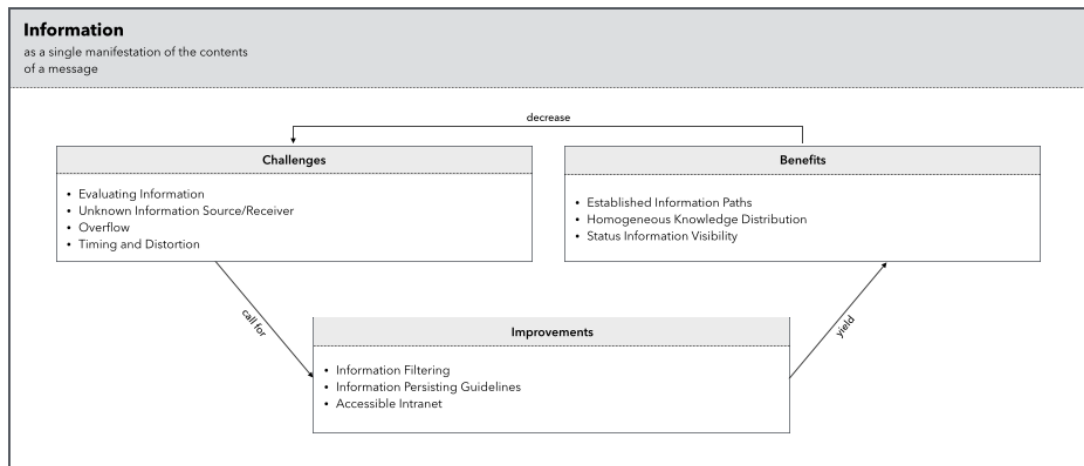 Information
as a single manifestation of the contents
of a message
decrease
Challenges
• Evaluating Information
• Unknown Information Source/Receiver
• Overflow
• Timing and Distortion
Benefits
• Established Information Paths
• Homogeneous Knowledge Distribution
• Status Information Visibility
call for
yield
Improvements
• Information Filtering
• Information Persisting Guidelines
• Accessible Intranet